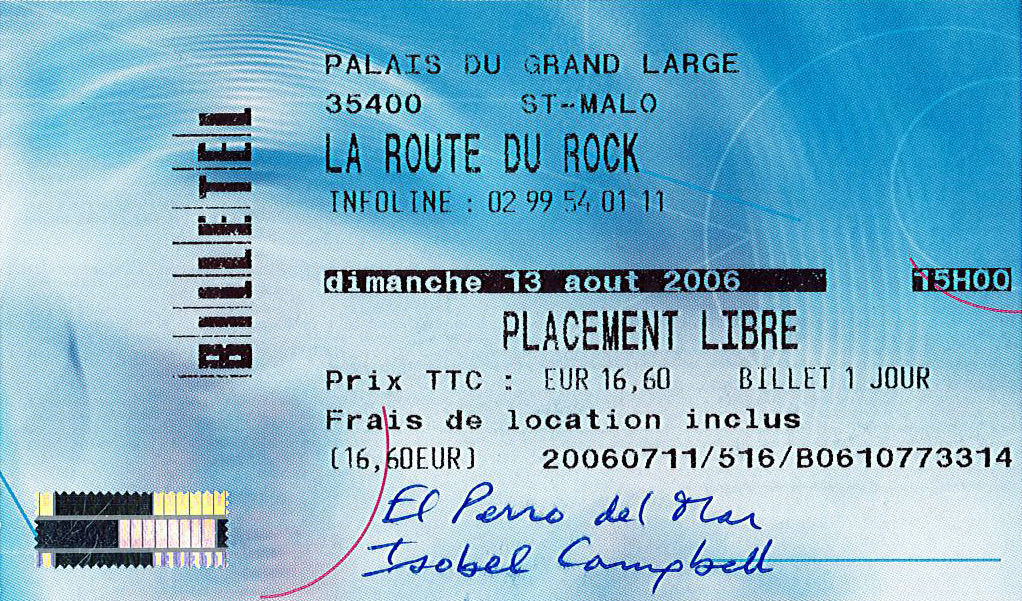 BILLETEL
PALAIS DU GRAND LARGE
35400 ST-MALO
LA ROUTE DU ROCK
INFOLINE : 02 99 54 01 11
dimanche 13 aout 2006 15H00
PLACEMENT LIBRE
Prix TTC : EUR 16,60 BILLET 1 JOUR
Frais de location inclus
(16,60EUR) 20060711/516/B0610773314
El Perro del Mar
Isobel Campbell